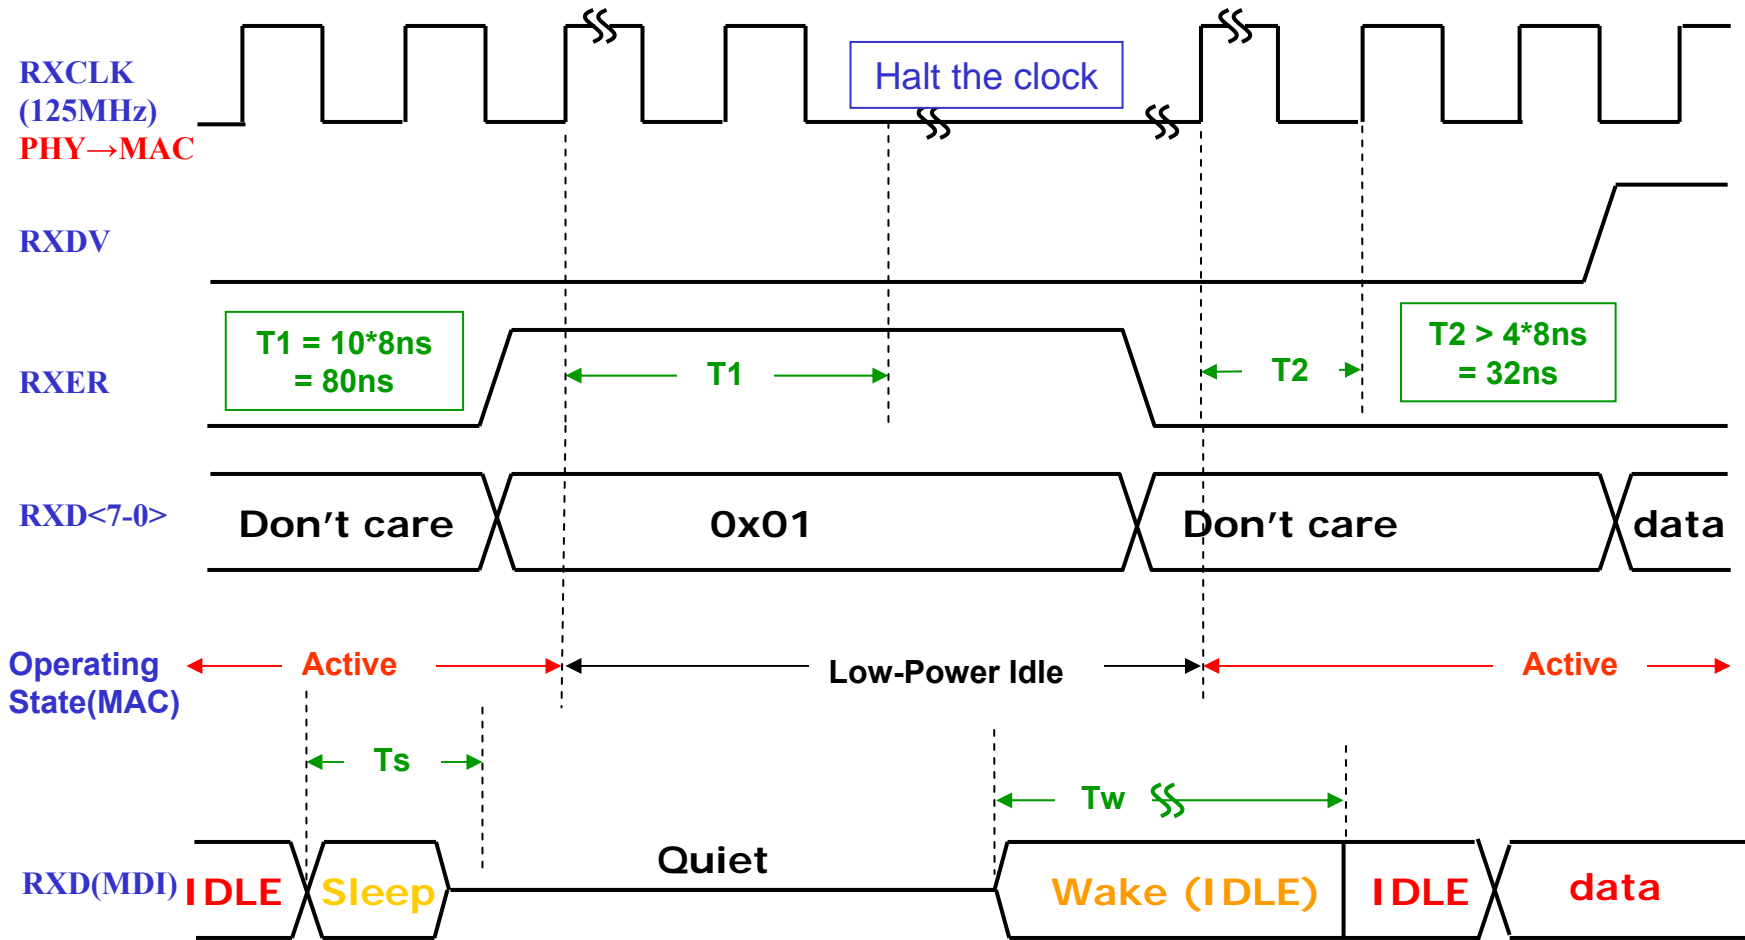 RXCLK
(125MHz)
PHY→MAC
Halt the clock
RXDV
T1 = 10*8ns
= 80ns
T2 > 4*8ns
= 32ns
RXER
T1
T2
RXD<7-0>
Don't care
0x01
Don't care
data
Operating
State(MAC)
Active
Low-Power Idle
Active
Ts
Tw
Quiet
RXD(MDI)
IDLE
Sleep
Wake (IDLE)
IDLE
data